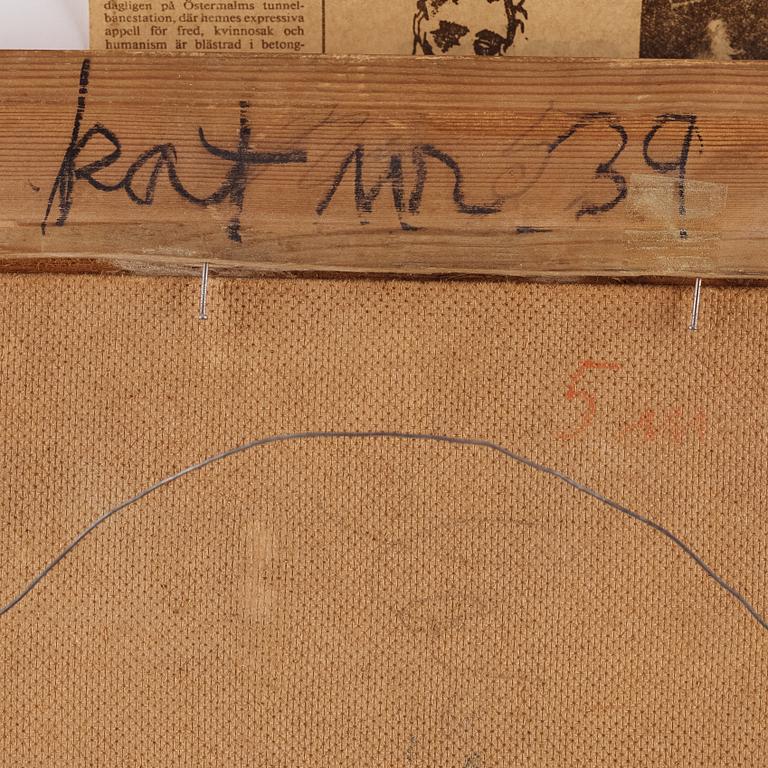 dagligen på Östermalms tunnel-
banestation, där hennes expressiva
appell för fred, kvinnosak och
humanism är blästrad i betong-
kat nr 39
5